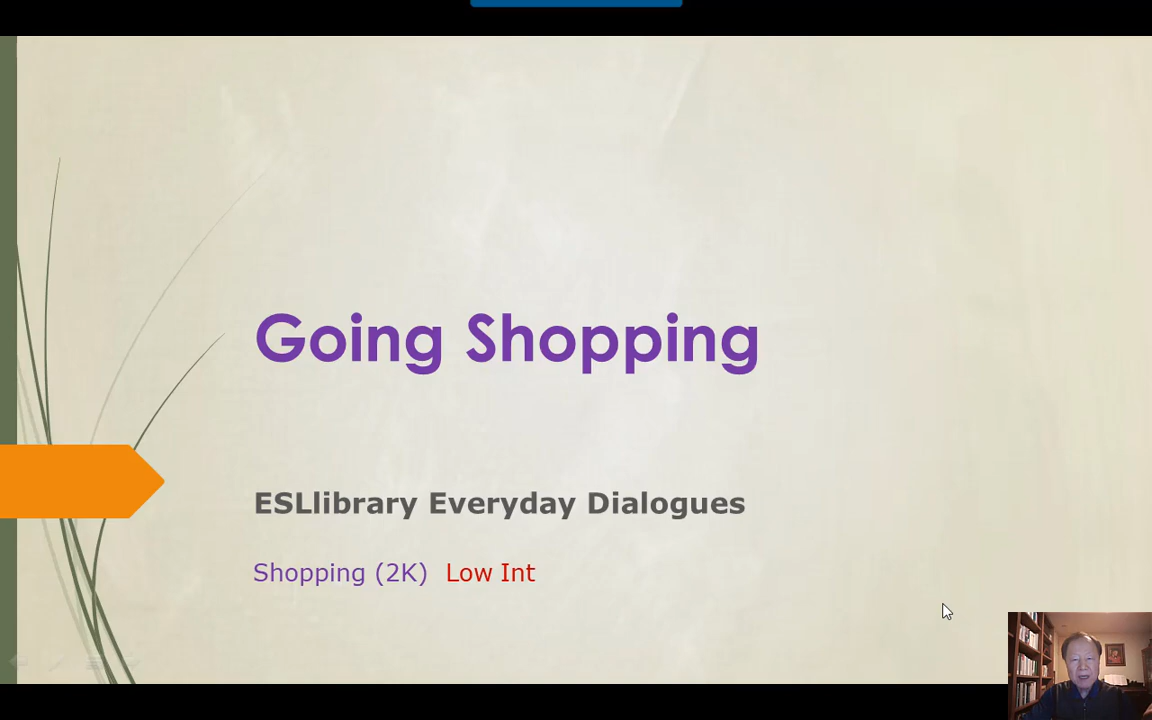 Going Shopping
ESLlibrary Everyday Dialogues
Shopping (2K) Low Int